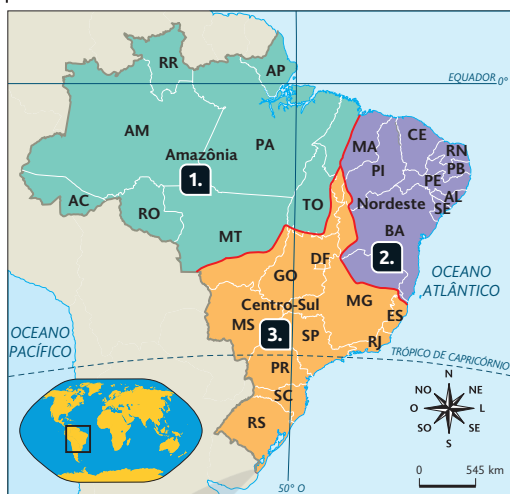 RR
AP
EQUADOR 0°
AM
PA
Amazônia
1.
MA
CE
RN
PI
PB
PE
AC
AL
RO
TO
Nordeste
SE
MT
BA
DF
2.
GO
OCEANO
ATLÂNTICO
MG
Centro-Sul
ES
MS
3.
SP
RJ
OCEANO
PACÍFICO
TRÓPICO DE CAPRICÓRNIO
PR
SC
RS
N
NO
NE
O
L
SO
SE
S
0
545 km
50° O